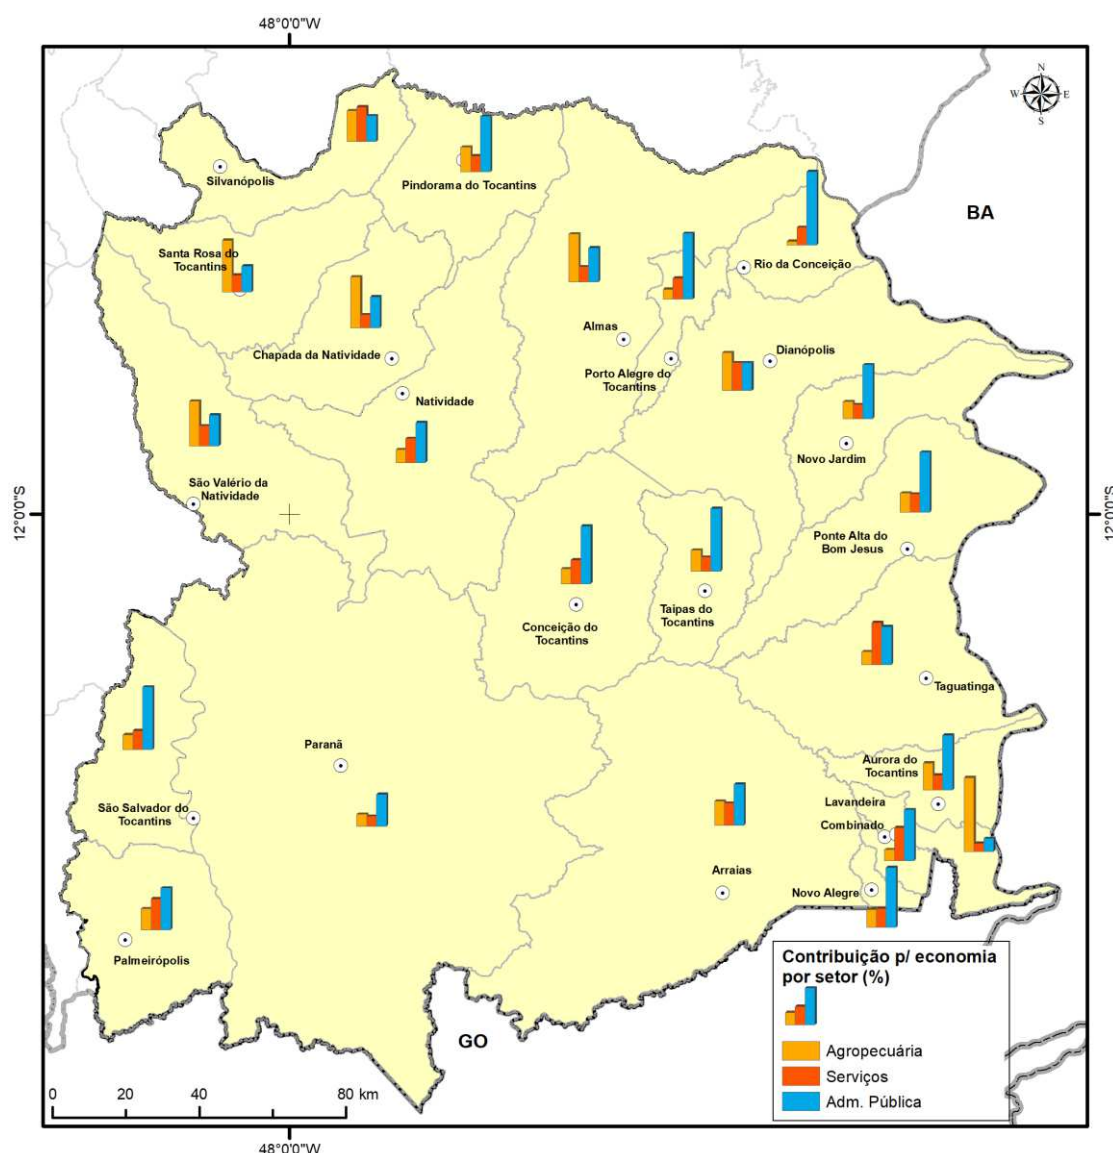 48°0'0"W
N
W
E
S
BA
Silvanópolis
Pindorama do Tocantins
Santa Rosa do
Tocantins
Rio da Conceição
Almas
Chapada da Natividade
Porto Alegre do
Tocantins
Dianópolis
Natividade
Novo Jardim
São Valério da
Natividade
12°0'0"S
12°0'0"S
Ponte Alta do
Bom Jesus
Conceição do
Tocantins
Taipas do
Tocantins
Taguatinga
Paranã
Aurora do
Tocantins
Lavandeira
São Salvador do
Tocantins
Combinado
Arraias
Novo Alegre
Palmeirópolis
GO
Contribuição p/ economia
por setor (%)
Agropecuária
Serviços
Adm. Pública
0 20 40 80 km
48°0'0"W